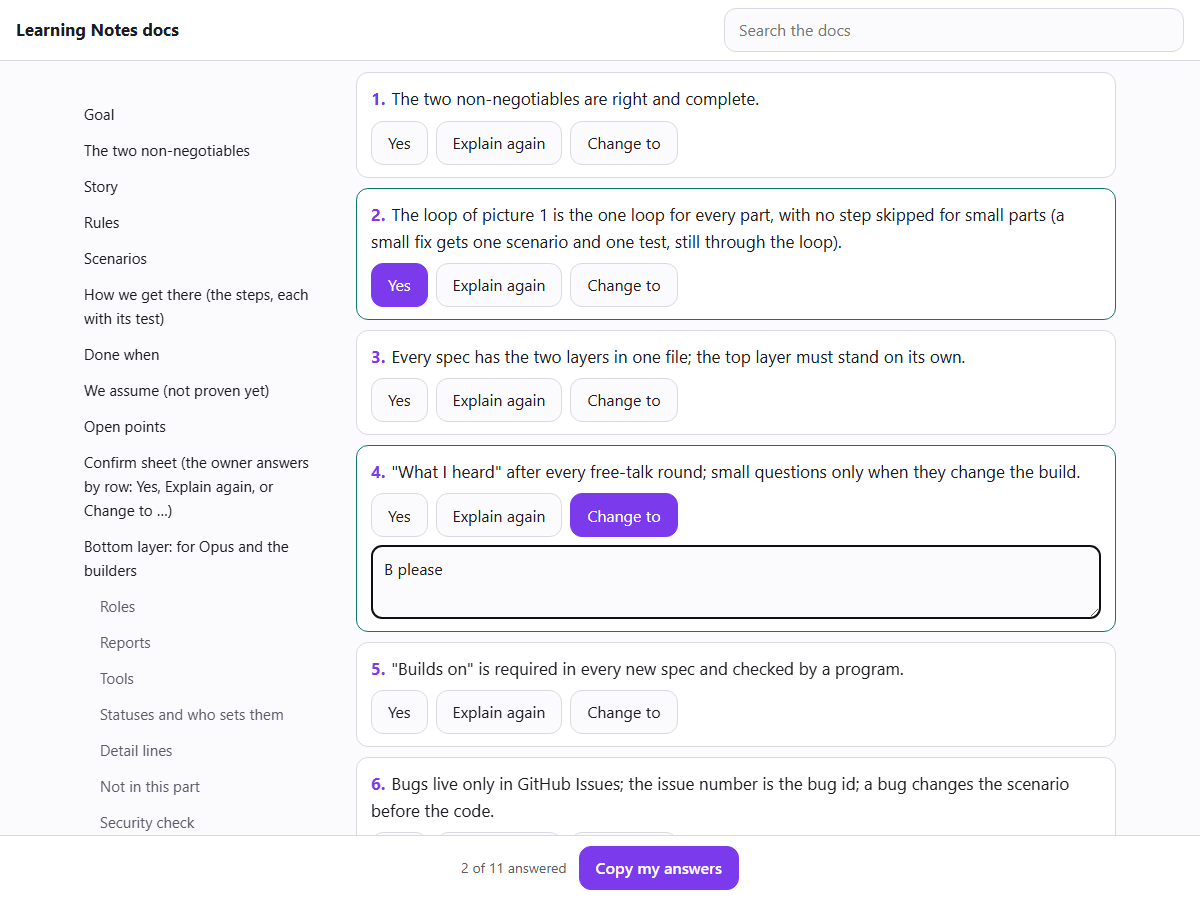 Learning Notes docs
Search the docs
Goal
The two non-negotiables
Story
Rules
Scenarios
How we get there (the steps, each
with its test)
Done when
We assume (not proven yet)
Open points
Confirm sheet (the owner answers
by row: Yes, Explain again, or
Change to ...)
Bottom layer: for Opus and the
builders
Roles
Reports
Tools
Statuses and who sets them
Detail lines
Not in this part
Security check
1. The two non-negotiables are right and complete.
Yes Explain again Change to
2. The loop of picture 1 is the one loop for every part, with no step skipped for small parts (a
small fix gets one scenario and one test, still through the loop).
Yes Explain again Change to
3. Every spec has the two layers in one file; the top layer must stand on its own.
Yes Explain again Change to
4. "What I heard" after every free-talk round; small questions only when they change the build.
Yes Explain again Change to
B please
5. "Builds on" is required in every new spec and checked by a program.
Yes Explain again Change to
6. Bugs live only in GitHub Issues; the issue number is the bug id; a bug changes the scenario
before the code.
2 of 11 answered Copy my answers